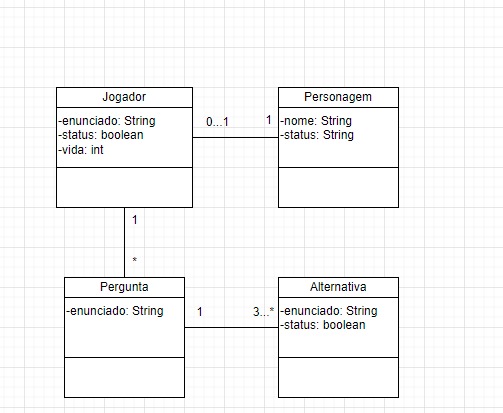 Jogador
-enunciado: String
-status: boolean
-vida: int
0...1
1
Personagem
-nome: String
-status: String
1
*
Pergunta
-enunciado: String
1
3...*
Alternativa
-enunciado: String
-status: boolean